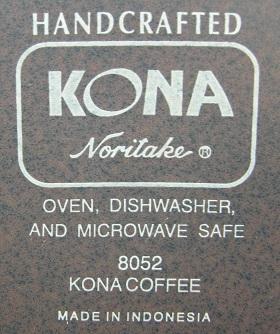 HANDCRAFTED
KONA
Noritake ®
OVEN, DISHWASHER,
AND MICROWAVE SAFE
8052
KONA COFFEE
MADE IN INDONESIA